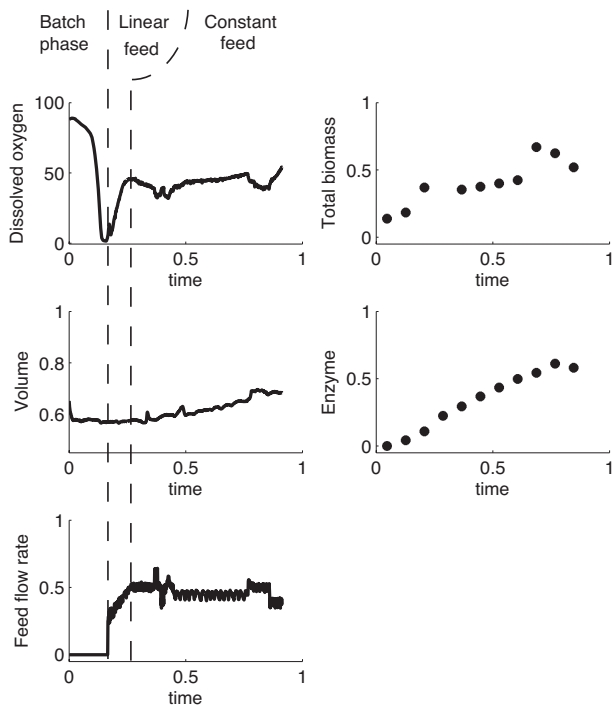 Batch
phase
Linear
feed
Constant
feed
100
50
0
Dissolved oxygen
0
0.5
1
time
1
0.5
0
Total biomass
0
0.5
1
time
1
0.8
0.6
Volume
0
0.5
1
time
1
0.5
0
Enzyme
0
0.5
1
time
1
0.5
0
Feed flow rate
0
0.5
1
time